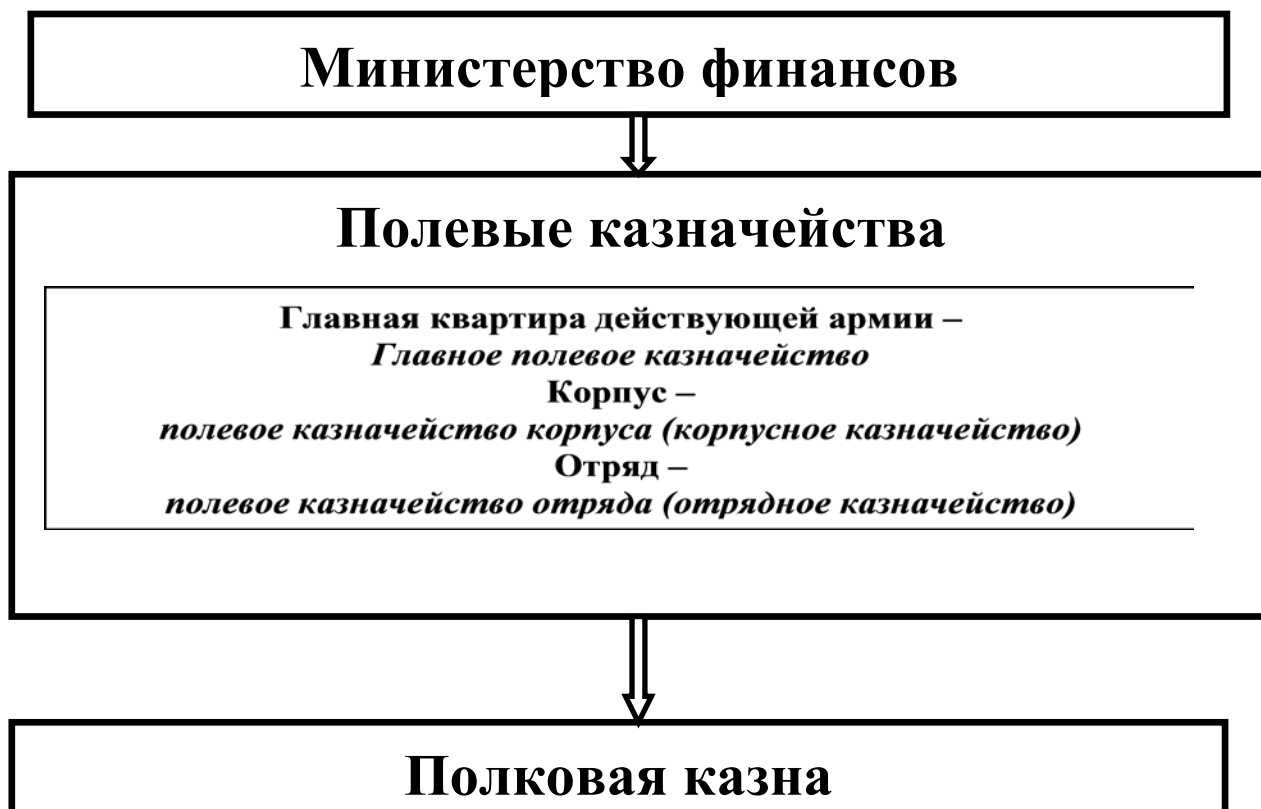 Министерство финансов
Полевые казначейства
Главная квартира действующей армии –
Главное полевое казначейство
Корпус –
полевое казначейство корпуса (корпусное казначейство)
Отряд –
полевое казначейство отряда (отрядное казначейство)
Полковая казна